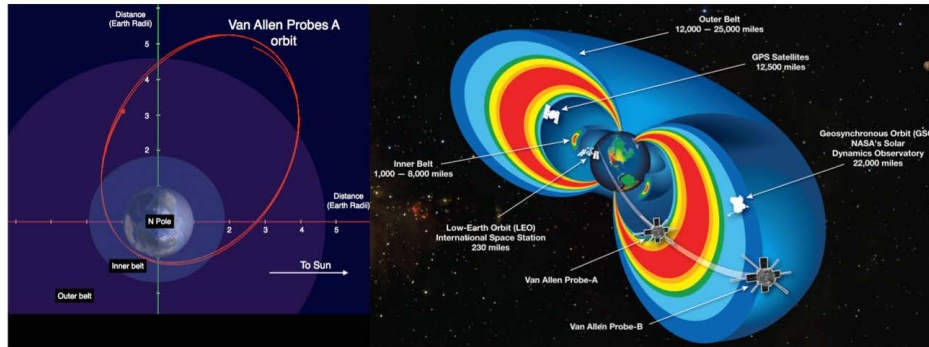 Distance
(Earth Radii)
Van Allen Probes A
orbit
5
4
3
2
Distance
(Earth Radii)
N Pole
2
3
4
5
Inner belt
To Sun
Outer belt
Outer Belt
12,000 — 25,000 miles
GPS Satellites
12,500 miles
Geosynchronous Orbit (GSO)
NASA's Solar
Dynamics Observatory
22,000 miles
Inner Belt
1,000 — 8,000 miles
Low-Earth Orbit (LEO)
International Space Station
230 miles
Van Allen Probe-A
Van Allen Probe-B